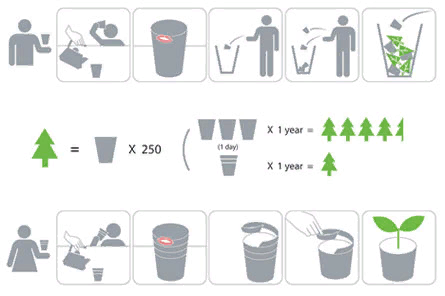 = X 250
X 1 year =
(1 day)
X 1 year =